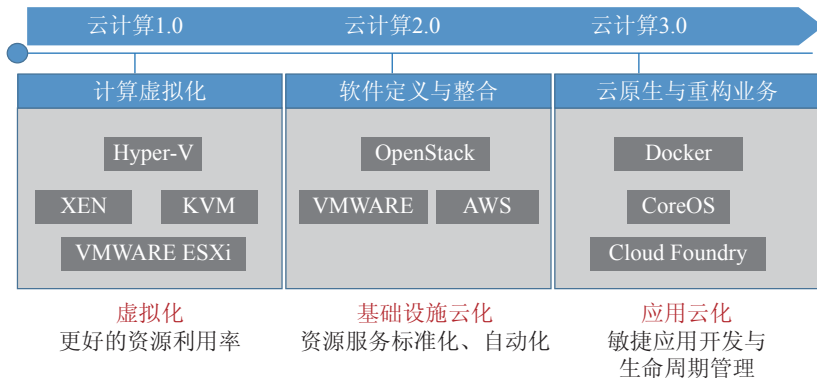 云计算1.0
云计算2.0
云计算3.0
计算虚拟化
软件定义与整合
云原生与重构业务
Hyper-V
XEN
KVM
VMWARE ESXi
OpenStack
VMWARE
AWS
Docker
CoreOS
Cloud Foundry
虚拟化
更好的资源利用率
基础设施云化
资源服务标准化、自动化
应用云化
敏捷应用开发与
生命周期管理